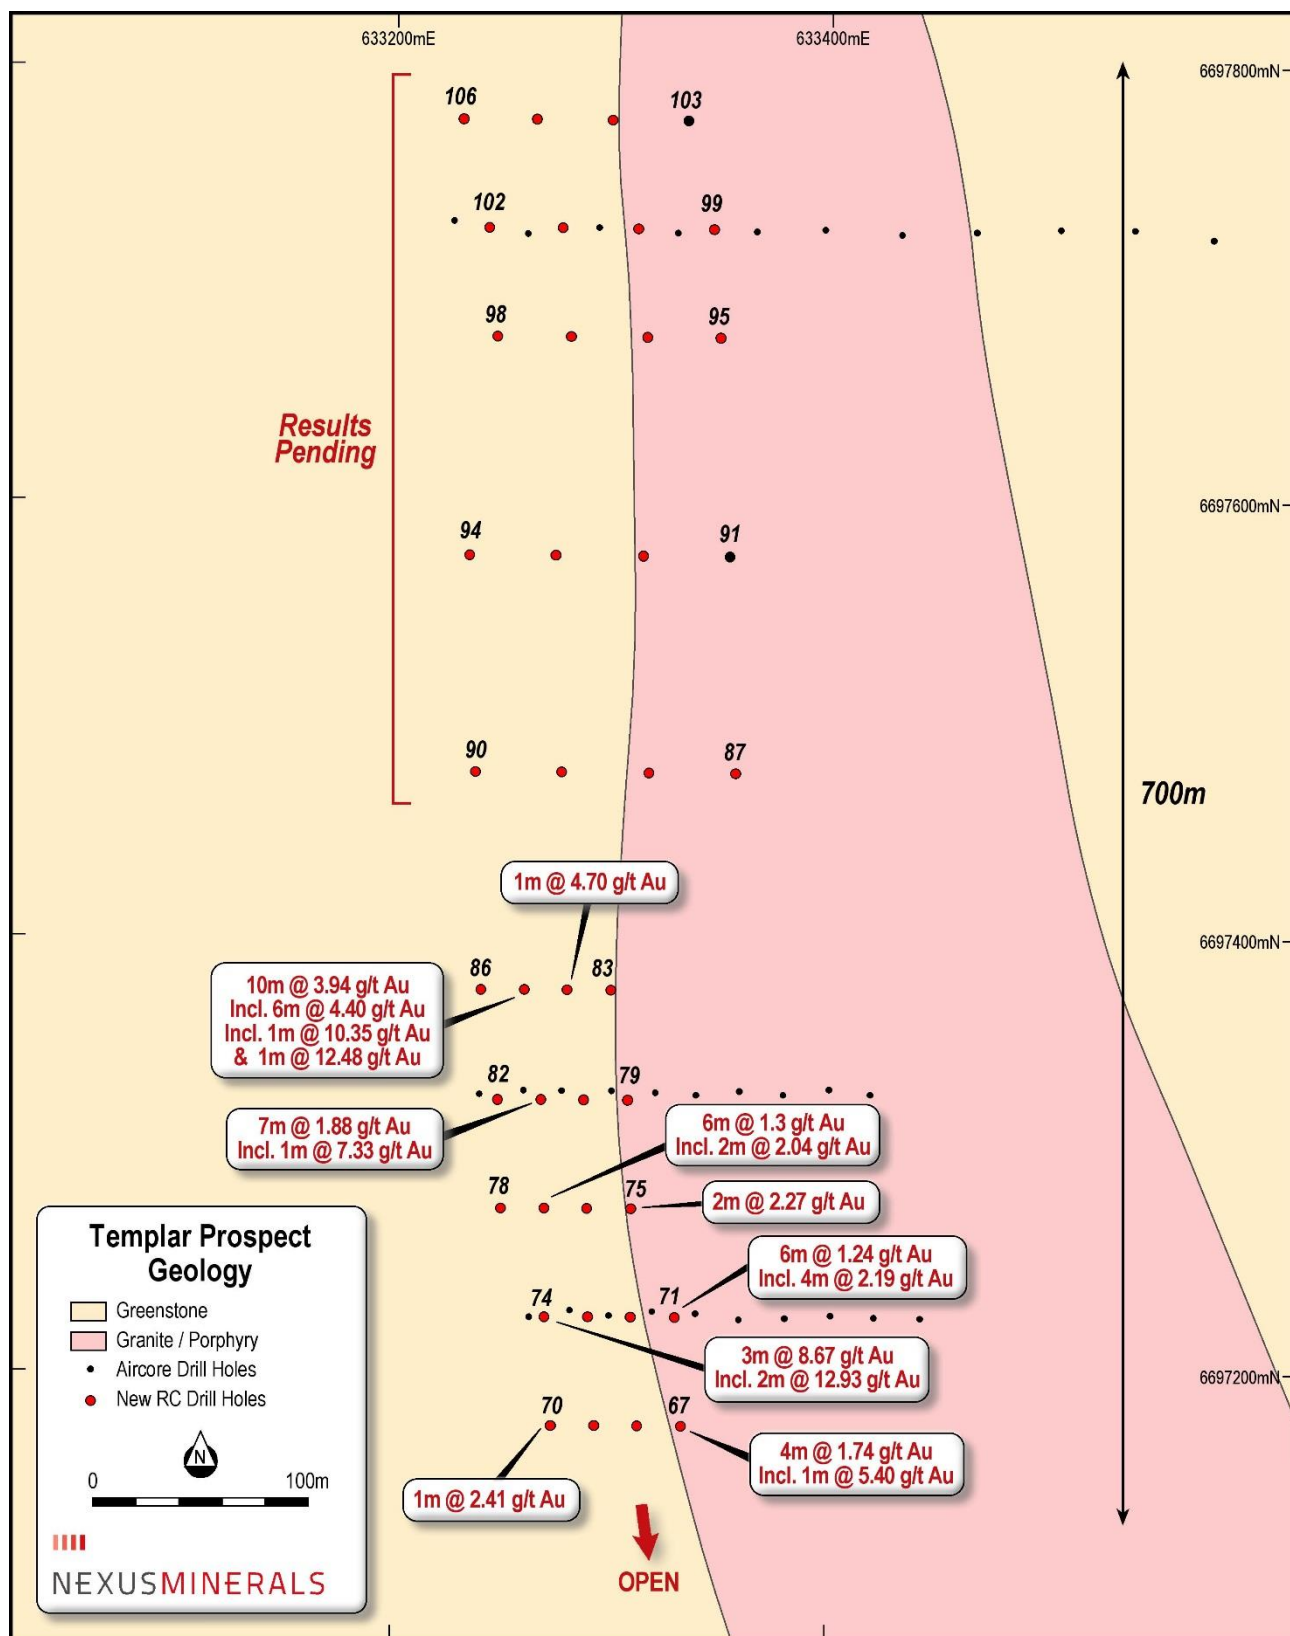 633200mE
633400mE
6697800mN
106
103
102
99
98
95
Results
Pending
6697600mN
94
91
90
87
700m
1m @ 4.70 g/t Au
6697400mN
86
83
10m @ 3.94 g/t Au
Incl. 6m @ 4.40 g/t Au
Incl. 1m @ 10.35 g/t Au
& 1m @ 12.48 g/t Au
82
79
7m @ 1.88 g/t Au
Incl. 1m @ 7.33 g/t Au
6m @ 1.3 g/t Au
Incl. 2m @ 2.04 g/t Au
78
75
2m @ 2.27 g/t Au
6m @ 1.24 g/t Au
Incl. 4m @ 2.19 g/t Au
74
71
3m @ 8.67 g/t Au
Incl. 2m @ 12.93 g/t Au
6697200mN
70
67
4m @ 1.74 g/t Au
Incl. 1m @ 5.40 g/t Au
1m @ 2.41 g/t Au
OPEN
Templar Prospect
Geology
Greenstone
Granite / Porphyry
Aircore Drill Holes
New RC Drill Holes
N
0 100m
NEXUSMINERALS